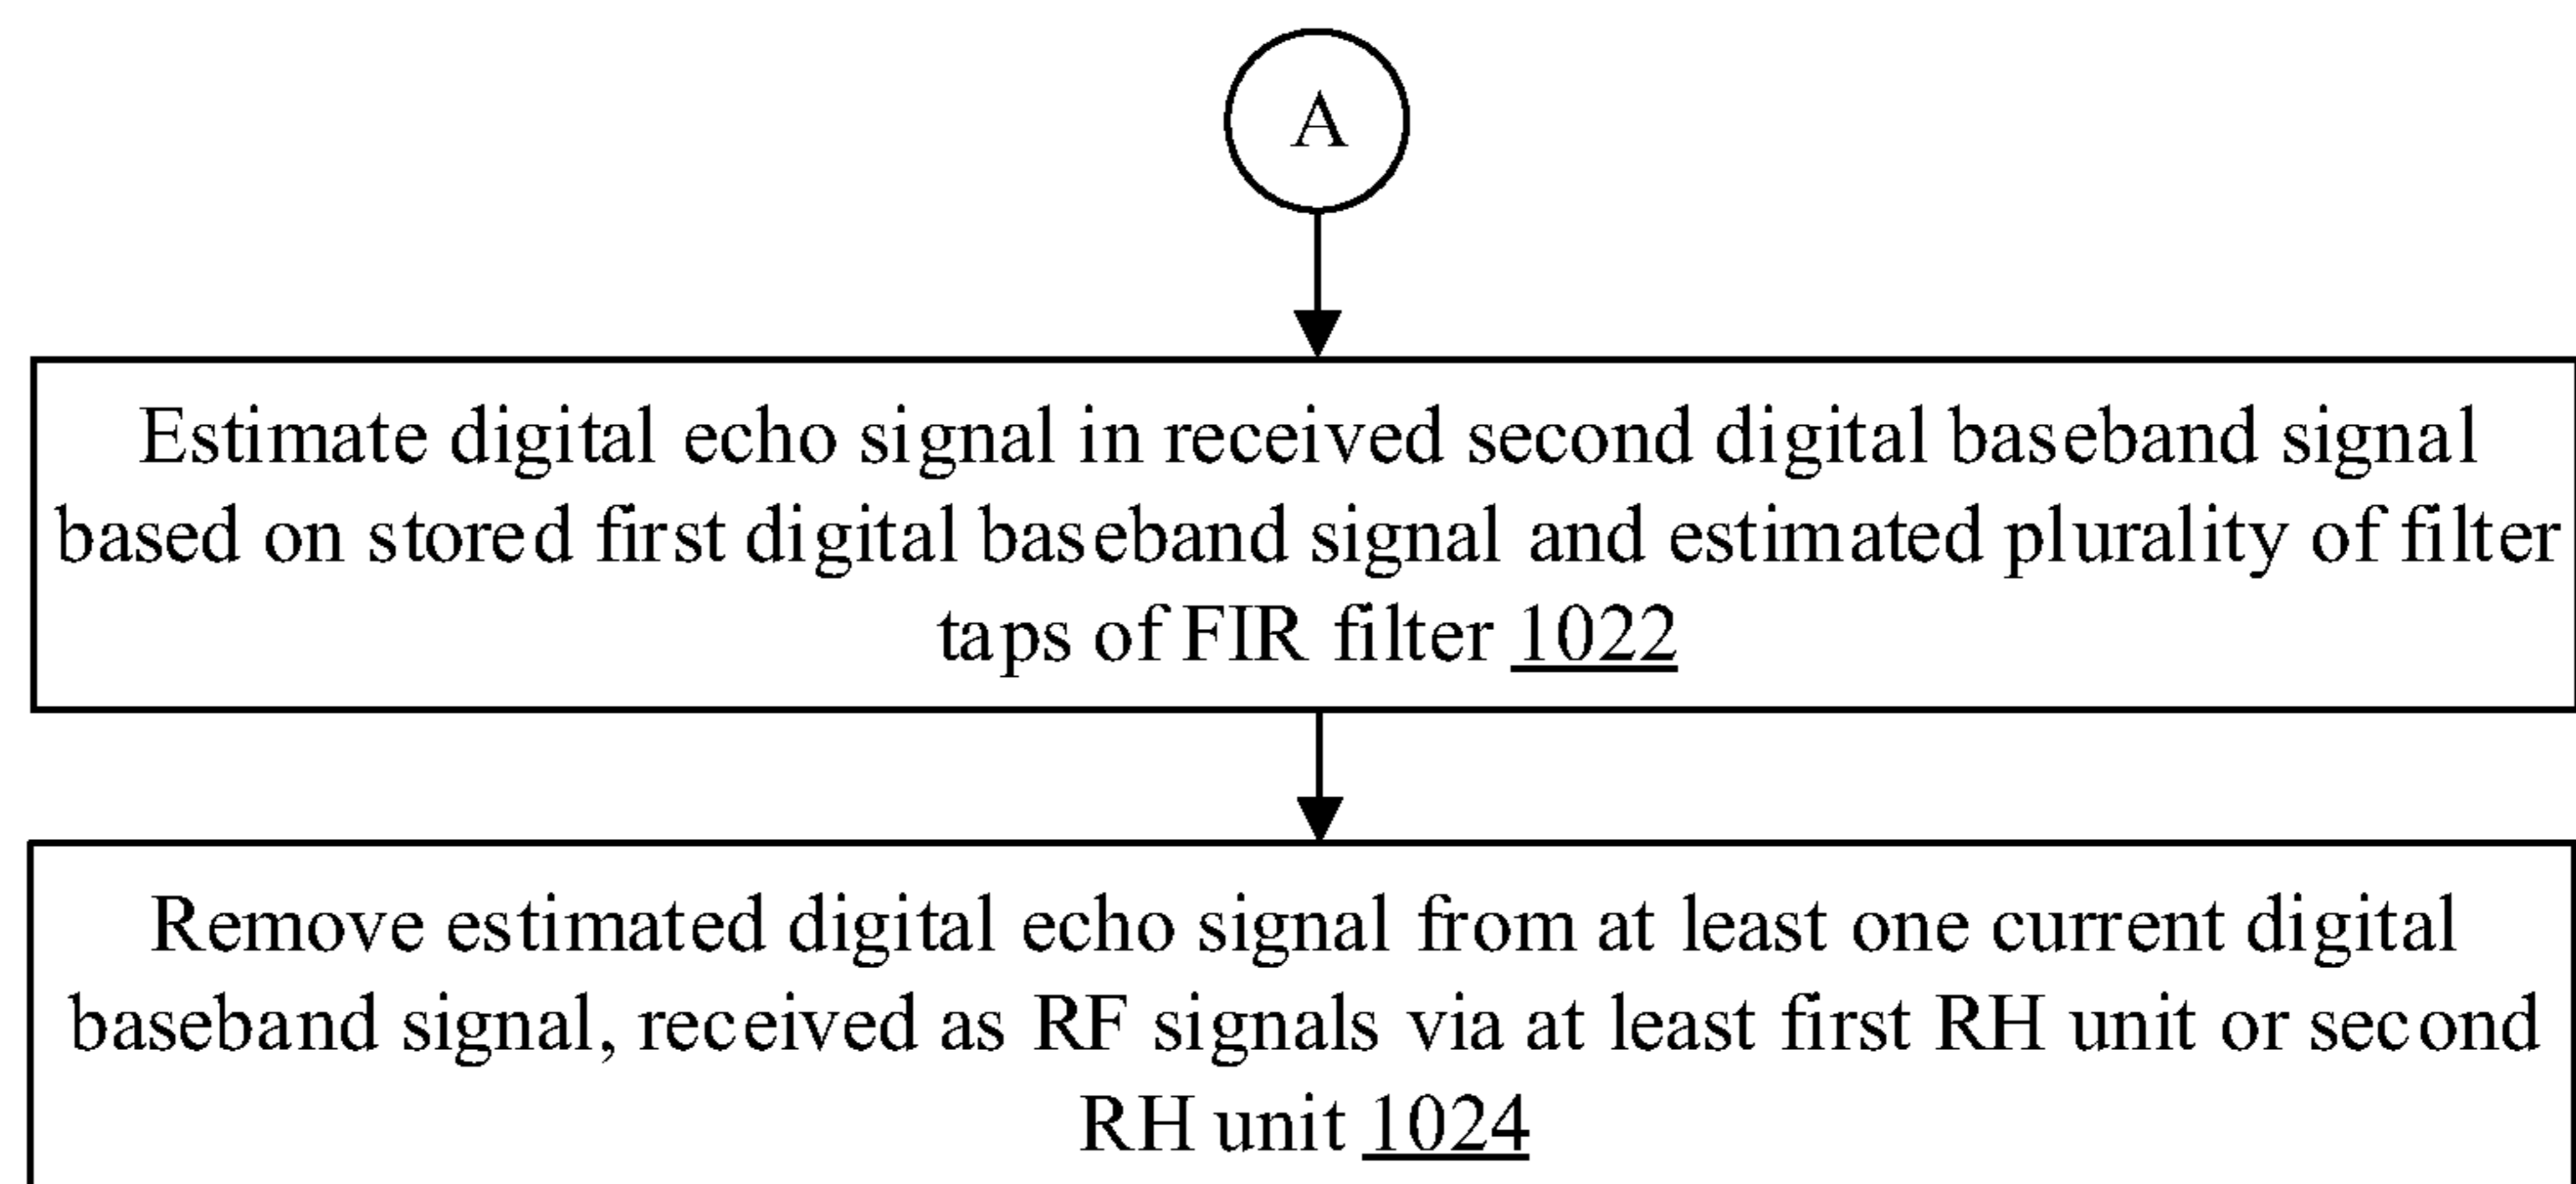 A
Estimate digital echo signal in received second digital baseband signal
based on stored first digital baseband signal and estimated plurality of filter
taps of FIR filter 1022
Remove estimated digital echo signal from at least one current digital
baseband signal, received as RF signals via at least first RH unit or second
RH unit 1024